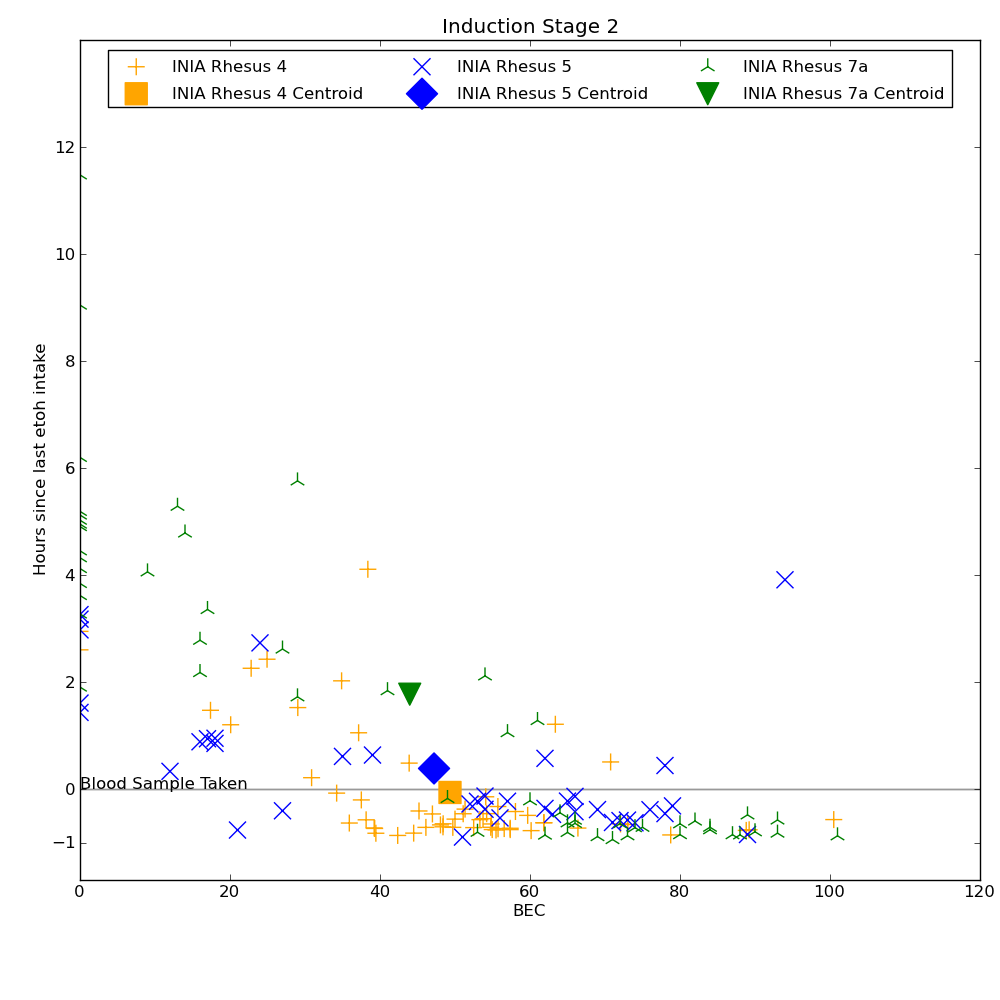 Induction Stage 2
INIA Rhesus 4 INIA Rhesus 5 INIA Rhesus 7a
INIA Rhesus 4 Centroid INIA Rhesus 5 Centroid INIA Rhesus 7a Centroid
12
10
8
6
4
2
0
−1
Hours since last etoh intake
Blood Sample Taken
0 20 40 60 80 100 120
BEC